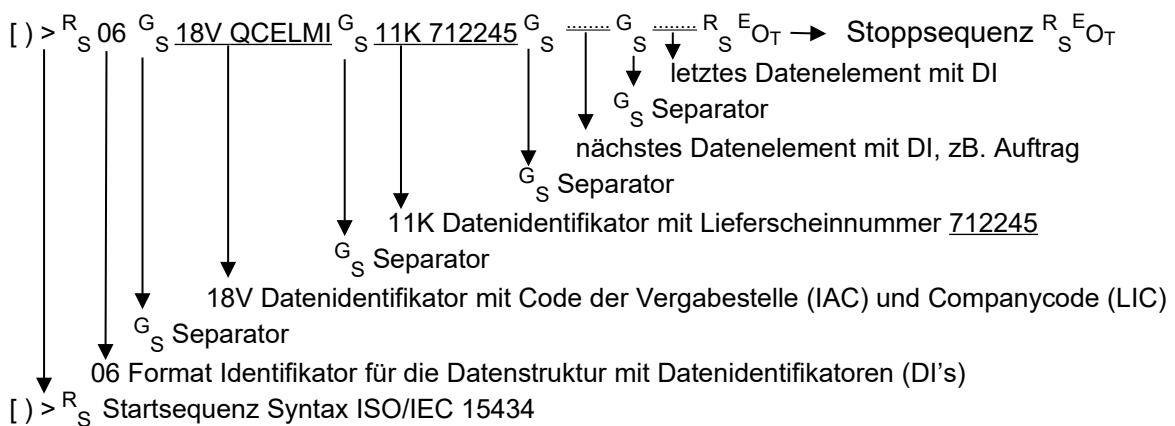 [ ) > RS 06 GS 18V QCELMI GS 11K 712245 GS ........ GS ........ RS EOT → Stoppsequenz RS EOT
letztes Datenelement mit DI
GS Separator
nächstes Datenelement mit DI, zB. Auftrag
GS Separator
11K Datenidentifikator mit Lieferscheinnummer 712245
GS Separator
18V Datenidentifikator mit Code der Vergabestelle (IAC) und Companycode (LIC)
GS Separator
06 Format Identifikator für die Datenstruktur mit Datenidentifikatoren (DI’s)
[ ) > RS Startsequenz Syntax ISO/IEC 15434